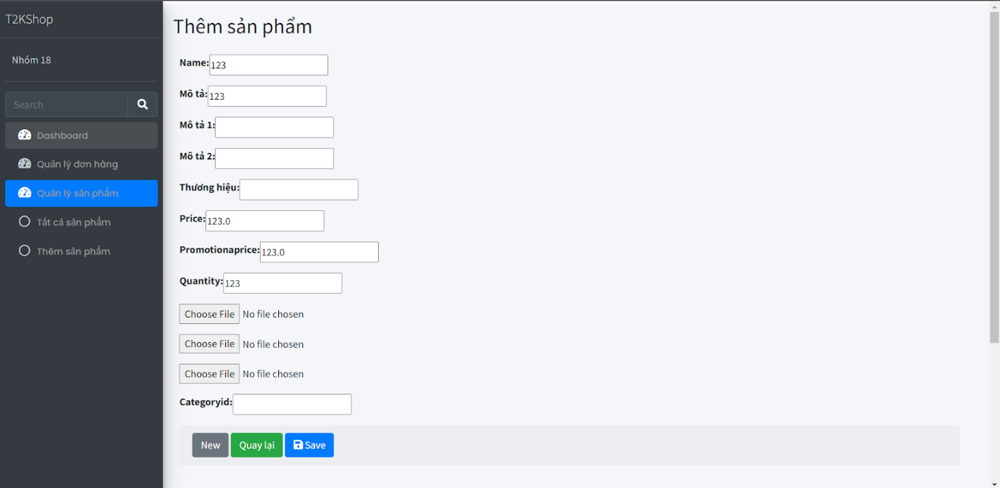 T2KShop
Nhóm 18
Search
Dashboard
Quản lý đơn hàng
Quản lý sản phẩm
Tất cả sản phẩm
Thêm sản phẩm
Thêm sản phẩm
Name: 123
Mô tả: 123
Mô tả 1:
Mô tả 2:
Thương hiệu:
Price: 123.0
Promotionaprice: 123.0
Quantity: 123
Choose File No file chosen
Choose File No file chosen
Choose File No file chosen
Categoryid:
New Quay lại Save